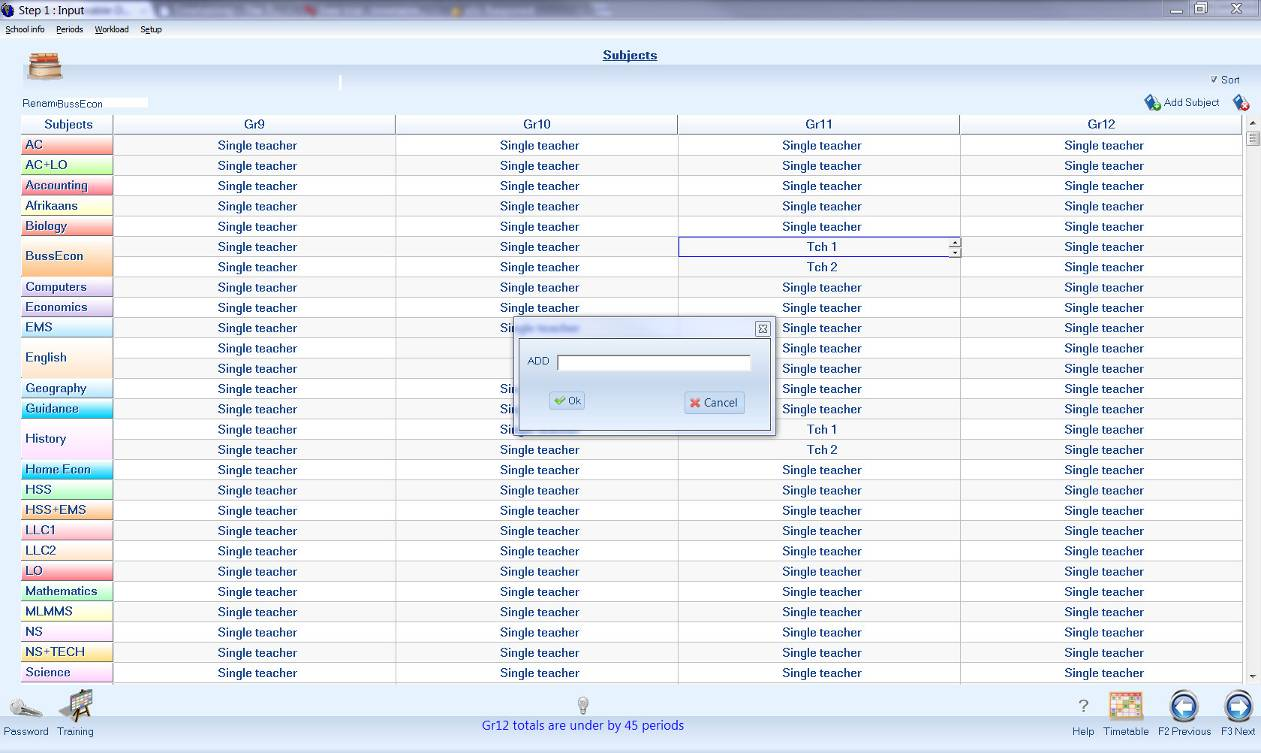 Step 1 : Input
School info Periods Workload Setup
Subjects
Sort
Renam BussEcon
Add Subject
Subjects Gr9 Gr10 Gr11 Gr12
AC Single teacher Single teacher Single teacher Single teacher
AC+LO Single teacher Single teacher Single teacher Single teacher
Accounting Single teacher Single teacher Single teacher Single teacher
Afrikaans Single teacher Single teacher Single teacher Single teacher
Biology Single teacher Single teacher Single teacher Single teacher
BussEcon Single teacher Single teacher Tch 1 Single teacher
Single teacher Single teacher Tch 2 Single teacher
Computers Single teacher Single teacher Single teacher Single teacher
Economics Single teacher Single teacher Single teacher Single teacher
EMS Single teacher Single teacher Single teacher Single teacher
English Single teacher Single teacher Single teacher
Single teacher Single teacher Single teacher
ADD
Geography Single teacher Single teacher Single teacher
Guidance Single teacher Single teacher Single teacher
Ok Cancel
History Single teacher Tch 1 Single teacher
Single teacher Single teacher Tch 2 Single teacher
Home Econ Single teacher Single teacher Single teacher Single teacher
HSS Single teacher Single teacher Single teacher Single teacher
HSS+EMS Single teacher Single teacher Single teacher Single teacher
LLC1 Single teacher Single teacher Single teacher Single teacher
LLC2 Single teacher Single teacher Single teacher Single teacher
LO Single teacher Single teacher Single teacher Single teacher
Mathematics Single teacher Single teacher Single teacher Single teacher
MLMMS Single teacher Single teacher Single teacher Single teacher
NS Single teacher Single teacher Single teacher Single teacher
NS+TECH Single teacher Single teacher Single teacher Single teacher
Science Single teacher Single teacher Single teacher Single teacher
Password Training
Gr12 totals are under by 45 periods
Help Timetable F2 Previous F3 Next